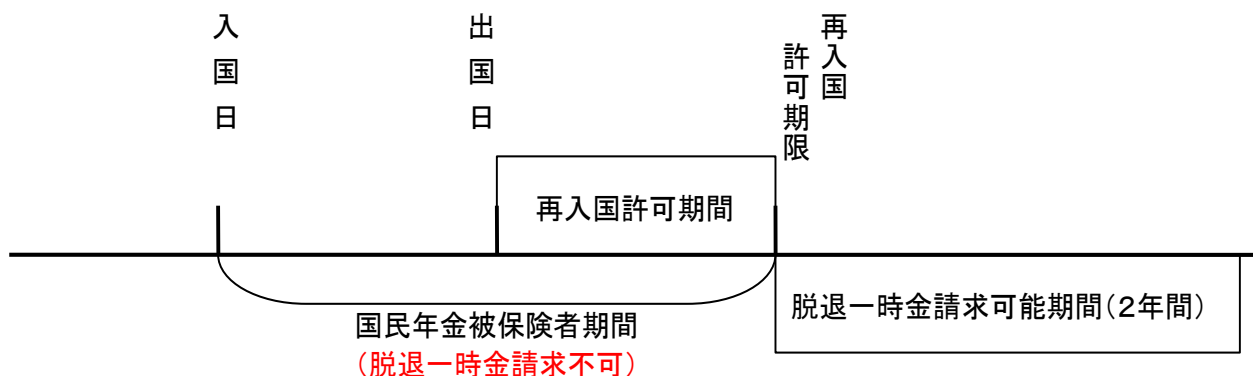 入国日
出国日
再入国
許可期限
再入国許可期間
脱退一時金請求可能期間（２年間）
国民年金被保険者期間
（脱退一時金請求不可）